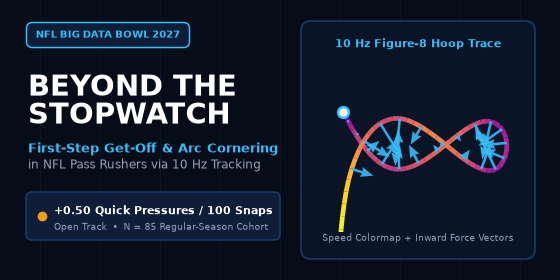 NFL BIG DATA BOWL 2027
BEYOND THE
STOPWATCH
First-Step Get-Off & Arc Cornering
in NFL Pass Rushers via 10 Hz Tracking
+0.50 Quick Pressures / 100 Snaps
Open Track • N = 85 Regular-Season Cohort
10 Hz Figure-8 Hoop Trace
Speed Colormap + Inward Force Vectors